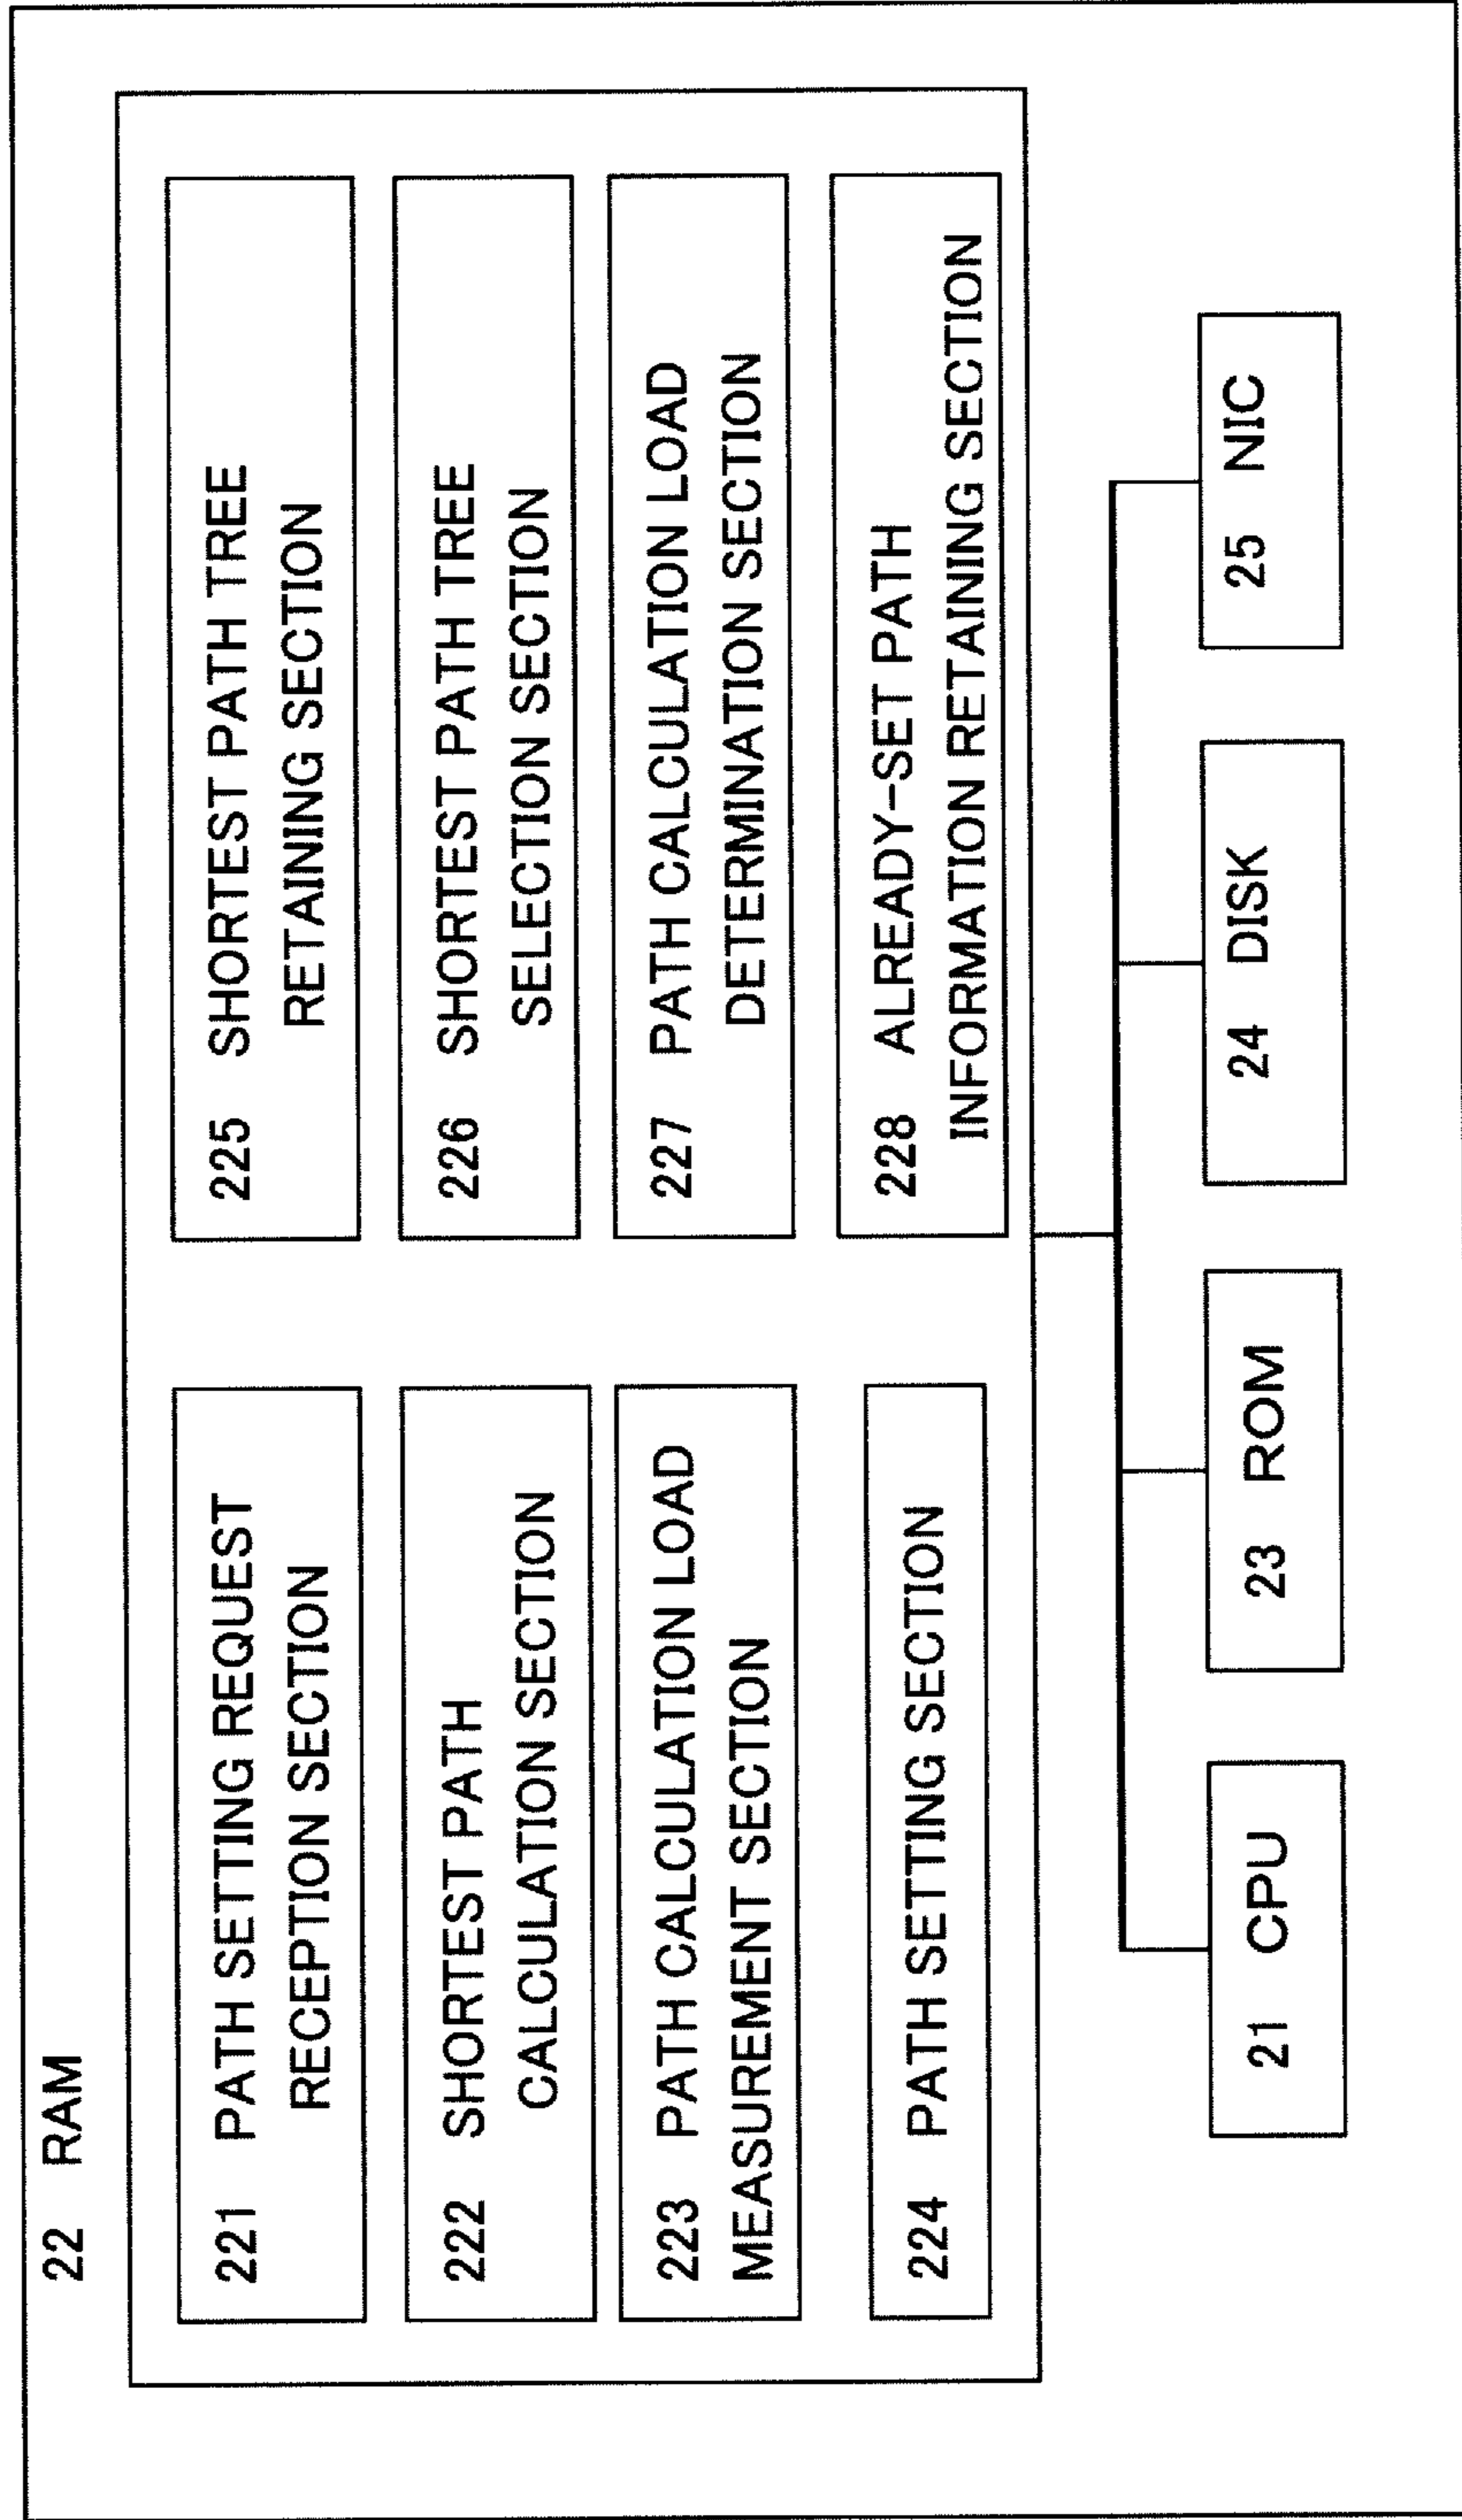 22 RAM
221 PATH SETTING REQUEST
RECEPTION SECTION
222 SHORTEST PATH
CALCULATION SECTION
223 PATH CALCULATION LOAD
MEASUREMENT SECTION
224 PATH SETTING SECTION
225 SHORTEST PATH TREE
RETAINING SECTION
226 SHORTEST PATH TREE
SELECTION SECTION
227 PATH CALCULATION LOAD
DETERMINATION SECTION
228 ALREADY-SET PATH
INFORMATION RETAINING SECTION
21 CPU
23 ROM
24 DISK
25 NIC